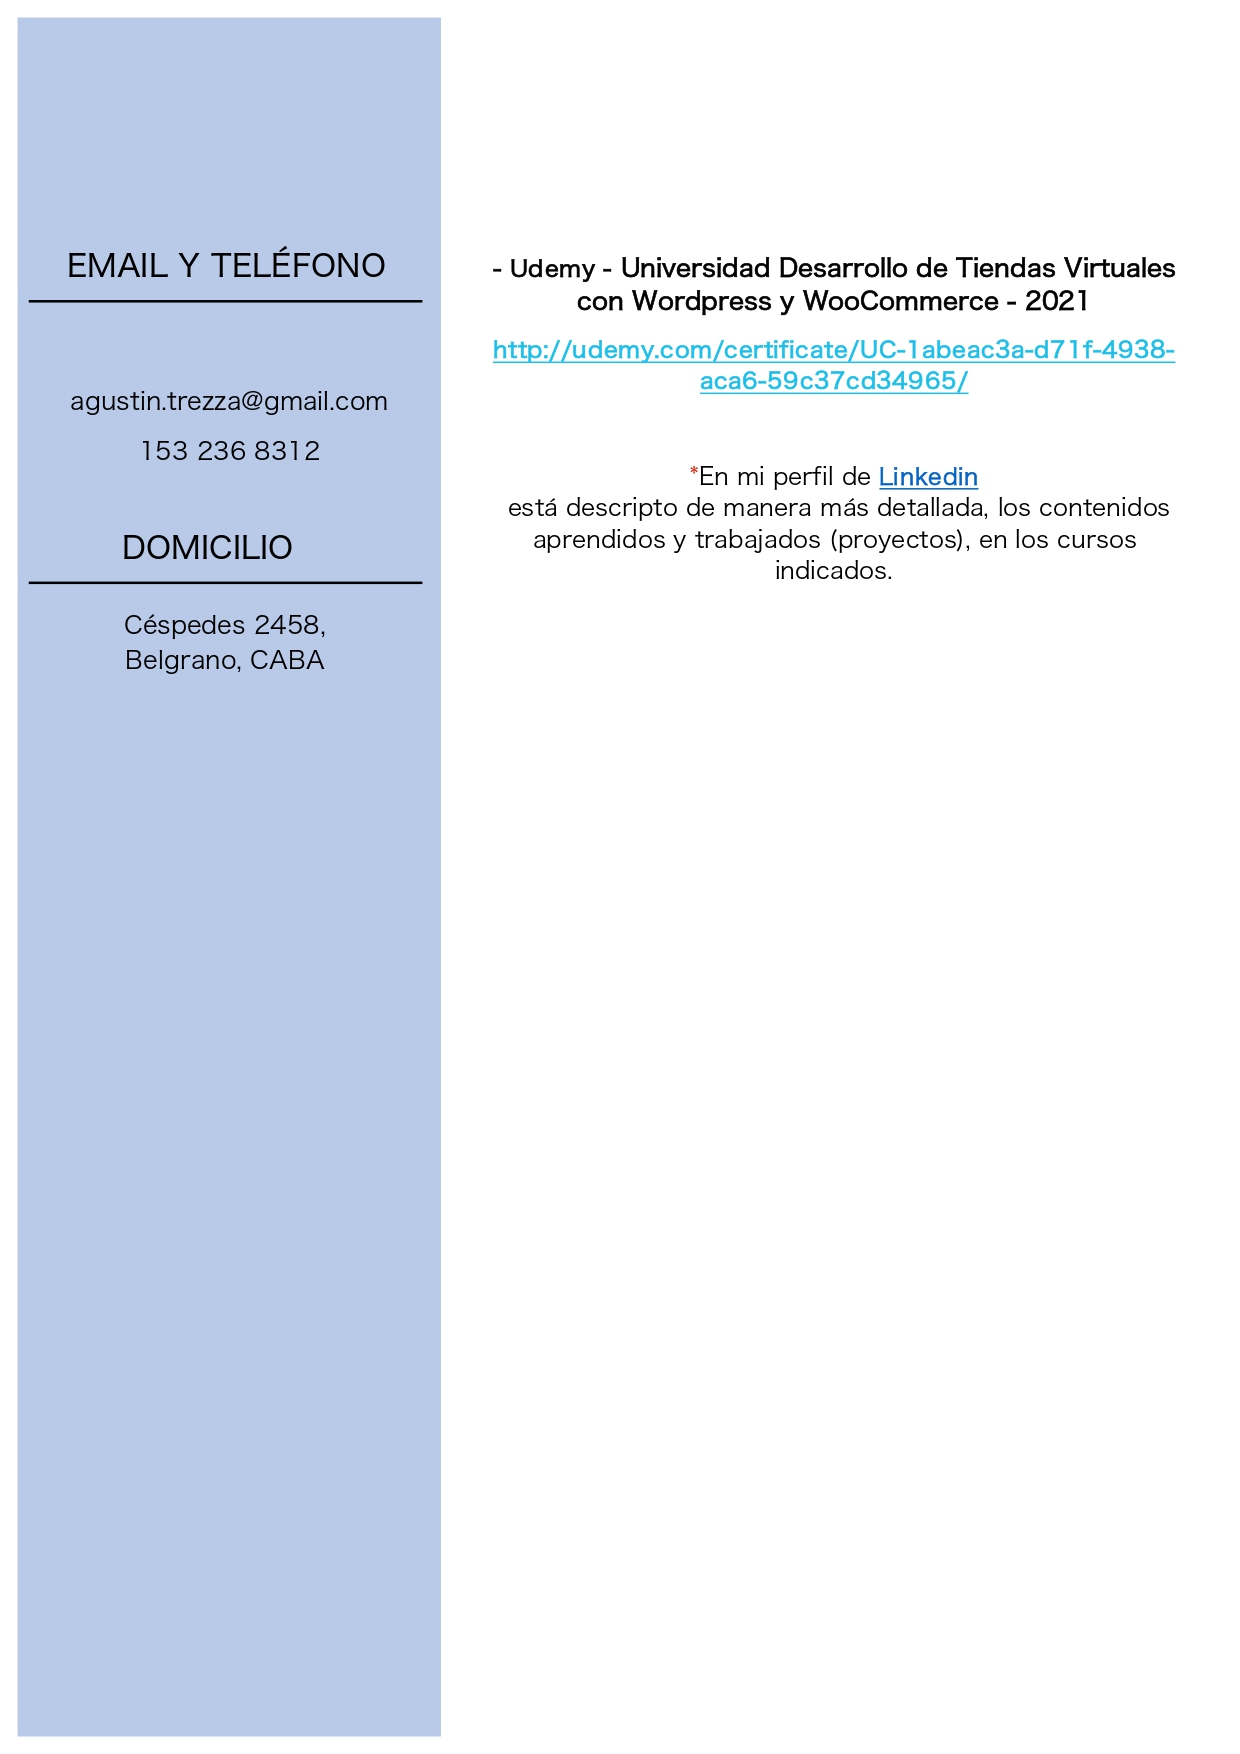 EMAIL Y TELÉFONO
agustin.trezza@gmail.com
153 236 8312
DOMICILIO
Céspedes 2458,
Belgrano, CABA
- Udemy - Universidad Desarrollo de Tiendas Virtuales
con Wordpress y WooCommerce - 2021
http://udemy.com/certificate/UC-1abeac3a-d71f-4938-
aca6-59c37cd34965/
*En mi perfil de Linkedin
está descripto de manera más detallada, los contenidos
aprendidos y trabajados (proyectos), en los cursos
indicados.